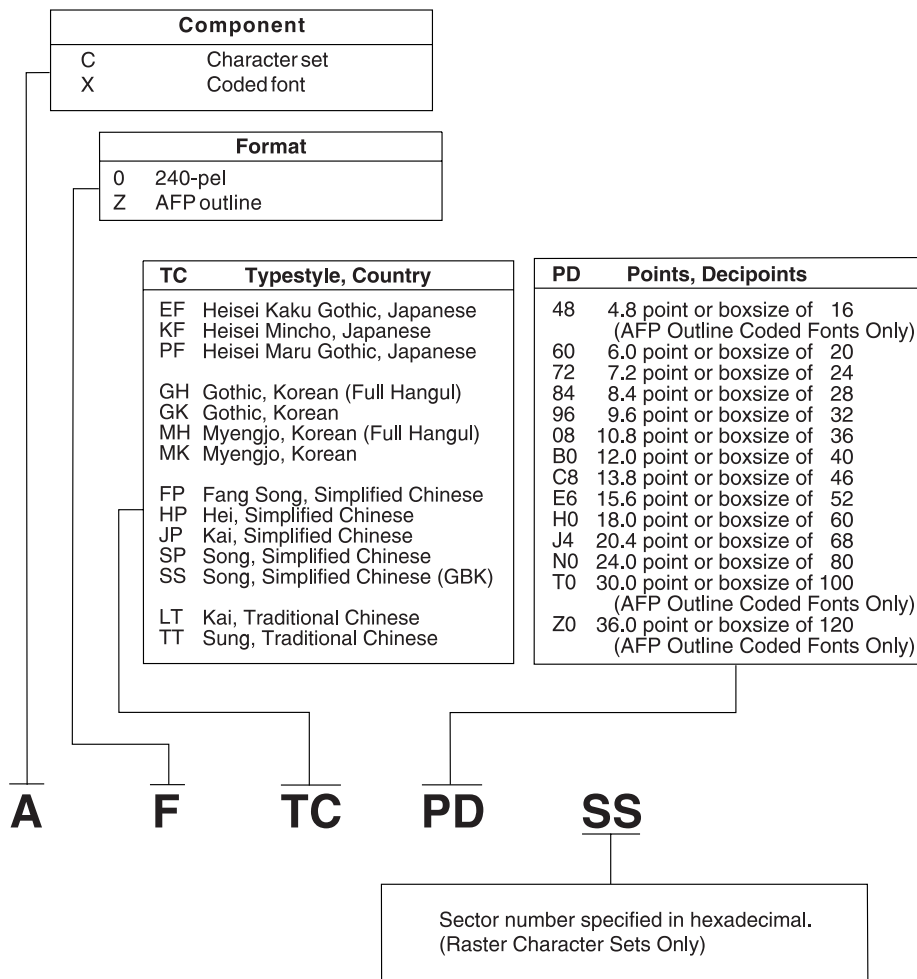 Component
C Character set
X Coded font
Format
0 240-pel
Z AFP outline
TC Typestyle, Country
EF Heisei Kaku Gothic, Japanese
KF Heisei Mincho, Japanese
PF Heisei Maru Gothic, Japanese
GH Gothic, Korean (Full Hangul)
GK Gothic, Korean
MH Myengjo, Korean (Full Hangul)
MK Myengjo, Korean
FP Fang Song, Simplified Chinese
HP Hei, Simplified Chinese
JP Kai, Simplified Chinese
SP Song, Simplified Chinese
SS Song, Simplified Chinese (GBK)
LT Kai, Traditional Chinese
TT Sung, Traditional Chinese
PD Points, Decipoints
48 4.8 point or boxsize of 16
(AFP Outline Coded Fonts Only)
60 6.0 point or boxsize of 20
72 7.2 point or boxsize of 24
84 8.4 point or boxsize of 28
96 9.6 point or boxsize of 32
08 10.8 point or boxsize of 36
B0 12.0 point or boxsize of 40
C8 13.8 point or boxsize of 46
E6 15.6 point or boxsize of 52
H0 18.0 point or boxsize of 60
J4 20.4 point or boxsize of 68
N0 24.0 point or boxsize of 80
T0 30.0 point or boxsize of 100
(AFP Outline Coded Fonts Only)
Z0 36.0 point or boxsize of 120
(AFP Outline Coded Fonts Only)
A F TC PD SS
Sector number specified in hexadecimal.
(Raster Character Sets Only)